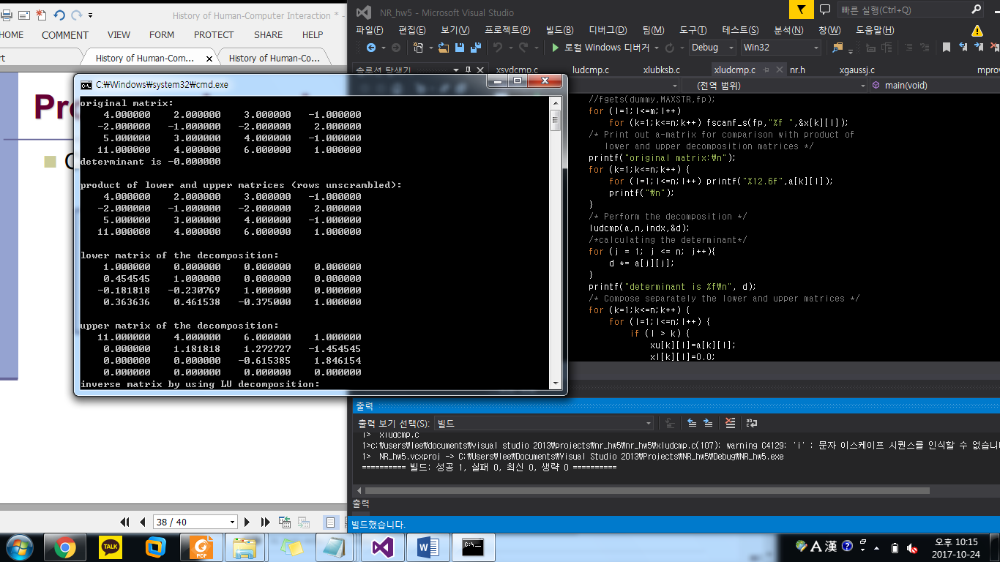 History of Human-Computer Interaction * -
HOME COMMENT VIEW FORM PROTECT SHARE HELP
rt History of Human-Com... × History of Human-Co...
Pr
NR_hw5 - Microsoft Visual Studio
빠른 실행(Ctrl+Q)
파일(F) 편집(E) 보기(V) 프로젝트(P) 빌드(B) 디버그(D) 팀(M) 도구(T) 테스트(S) 분석(N) 창(W) 도움말(H)
로컬 Windows 디버거 Debug Win32
솔루션 탐색기 xsvdcmp.c ludcmp.c xlubksb.c xludcmp.c nr.h xgaussj.c mprov
(전역 범위) main(void)
C:\Windows\system32\cmd.exe
original matrix:
4.000000 2.000000 3.000000 -1.000000
-2.000000 -1.000000 -2.000000 2.000000
5.000000 3.000000 4.000000 -1.000000
11.000000 4.000000 6.000000 1.000000
determinant is -0.000000
product of lower and upper matrices (rows unscrambled):
4.000000 2.000000 3.000000 -1.000000
-2.000000 -1.000000 -2.000000 2.000000
5.000000 3.000000 4.000000 -1.000000
11.000000 4.000000 6.000000 1.000000
lower matrix of the decomposition:
1.000000 0.000000 0.000000 0.000000
0.454545 1.000000 0.000000 0.000000
-0.181818 -0.230769 1.000000 0.000000
0.363636 0.461538 -0.375000 1.000000
upper matrix of the decomposition:
11.000000 4.000000 6.000000 1.000000
0.000000 1.181818 1.272727 -1.454545
0.000000 0.000000 -0.615385 1.846154
0.000000 0.000000 0.000000 0.000000
inverse matrix by using LU decomposition:
//fgets(dummy,MAXSTR,fp);
for (l=1;l<=m;l++)
for (k=1;k<=n;k++) fscanf_s(fp,"%f ",&x[k][l]);
/* Print out a-matrix for comparison with product of
lower and upper decomposition matrices */
printf("original matrix:₩n");
for (k=1;k<=n;k++) {
for (l=1;l<=n;l++) printf("%12.6f",a[k][l]);
printf("₩n");
}
/* Perform the decomposition */
ludcmp(a,n,indx,&d);
/*calculating the determinant*/
for (j = 1; j <= n; j++){
d *= a[j][j];
}
printf("determinant is %f₩n", d);
/* Compose separately the lower and upper matrices */
for (k=1;k<=n;k++) {
for (l=1;l<=n;l++) {
if (l > k) {
xu[k][l]=a[k][l];
xl[k][l]=0.0;
출력
출력 보기 선택(S): 빌드
1> xludcmp.c
1>c:₩users₩lee₩documents₩visual studio 2013₩projects₩nr_hw5₩nr_hw5₩xludcmp.c(107): warning C4129: 'i' : 문자 이스케이프 시퀀스를 인식할 수 없습니
1> NR_hw5.vcxproj -> C:₩Users₩lee₩Documents₩Visual Studio 2013₩Projects₩NR_hw5₩Debug₩NR_hw5.exe
========== 빌드: 성공 1, 실패 0, 최신 0, 생략 0 ==========
출력
38 / 40
빌드했습니다.
TALK PDF A 漢
오후 10:15
2017-10-24